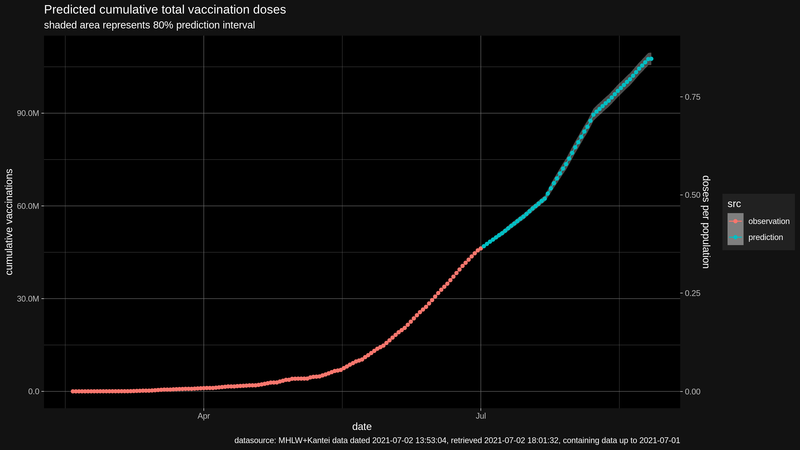 Predicted cumulative total vaccination doses
shaded area represents 80% prediction interval
cumulative vaccinations
90.0M
60.0M
30.0M
0.0
0.75
0.50
0.25
0.00
doses per population
src
observation
prediction
Apr
Jul
date
datasource: MHLW+Kantei data dated 2021-07-02 13:53:04, retrieved 2021-07-02 18:01:32, containing data up to 2021-07-01